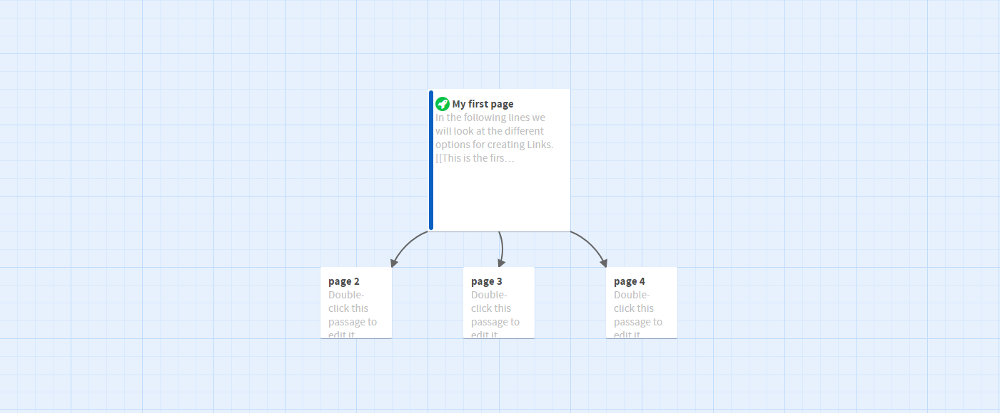 My first page
In the following lines we
will look at the different
options for creating Links.
[[This is the firs…
page 2
Double-
click this
passage to
edit it
page 3
Double-
click this
passage to
edit it
page 4
Double-
click this
passage to
edit it